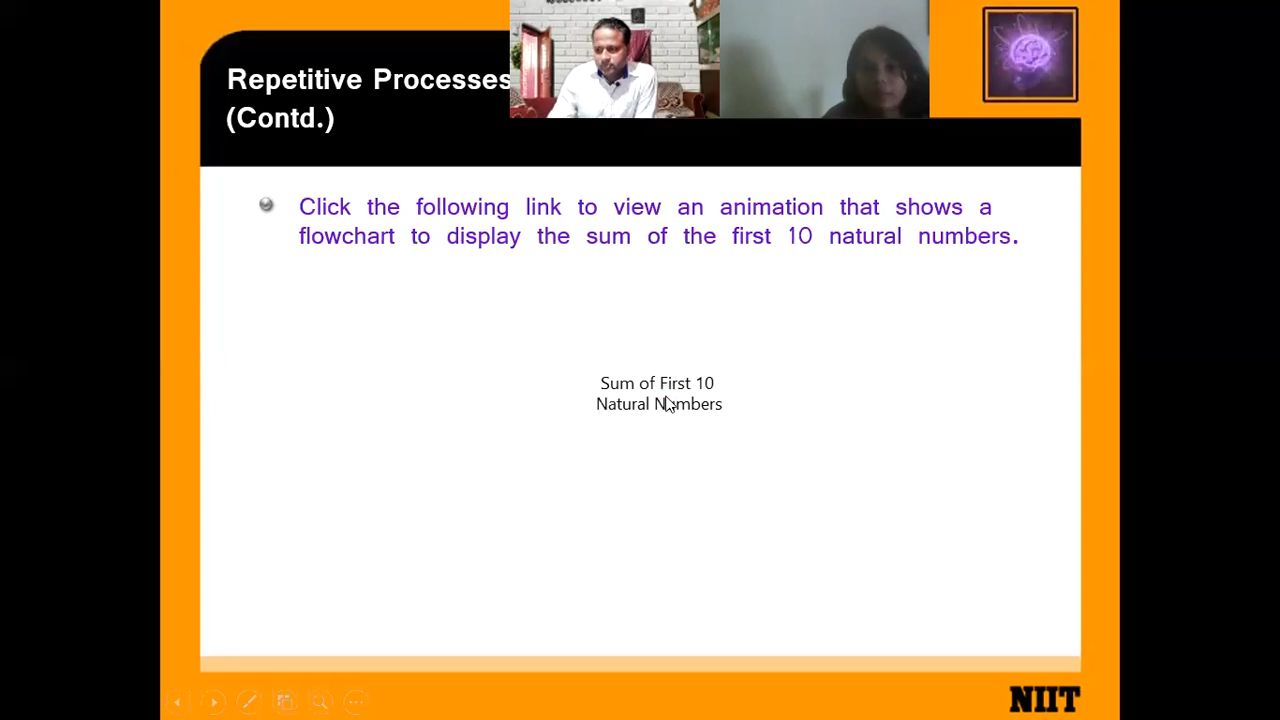 Repetitive Processes
(Contd.)
Click the following link to view an animation that shows a
flowchart to display the sum of the first 10 natural numbers.
Sum of First 10
Natural Numbers
NIIT